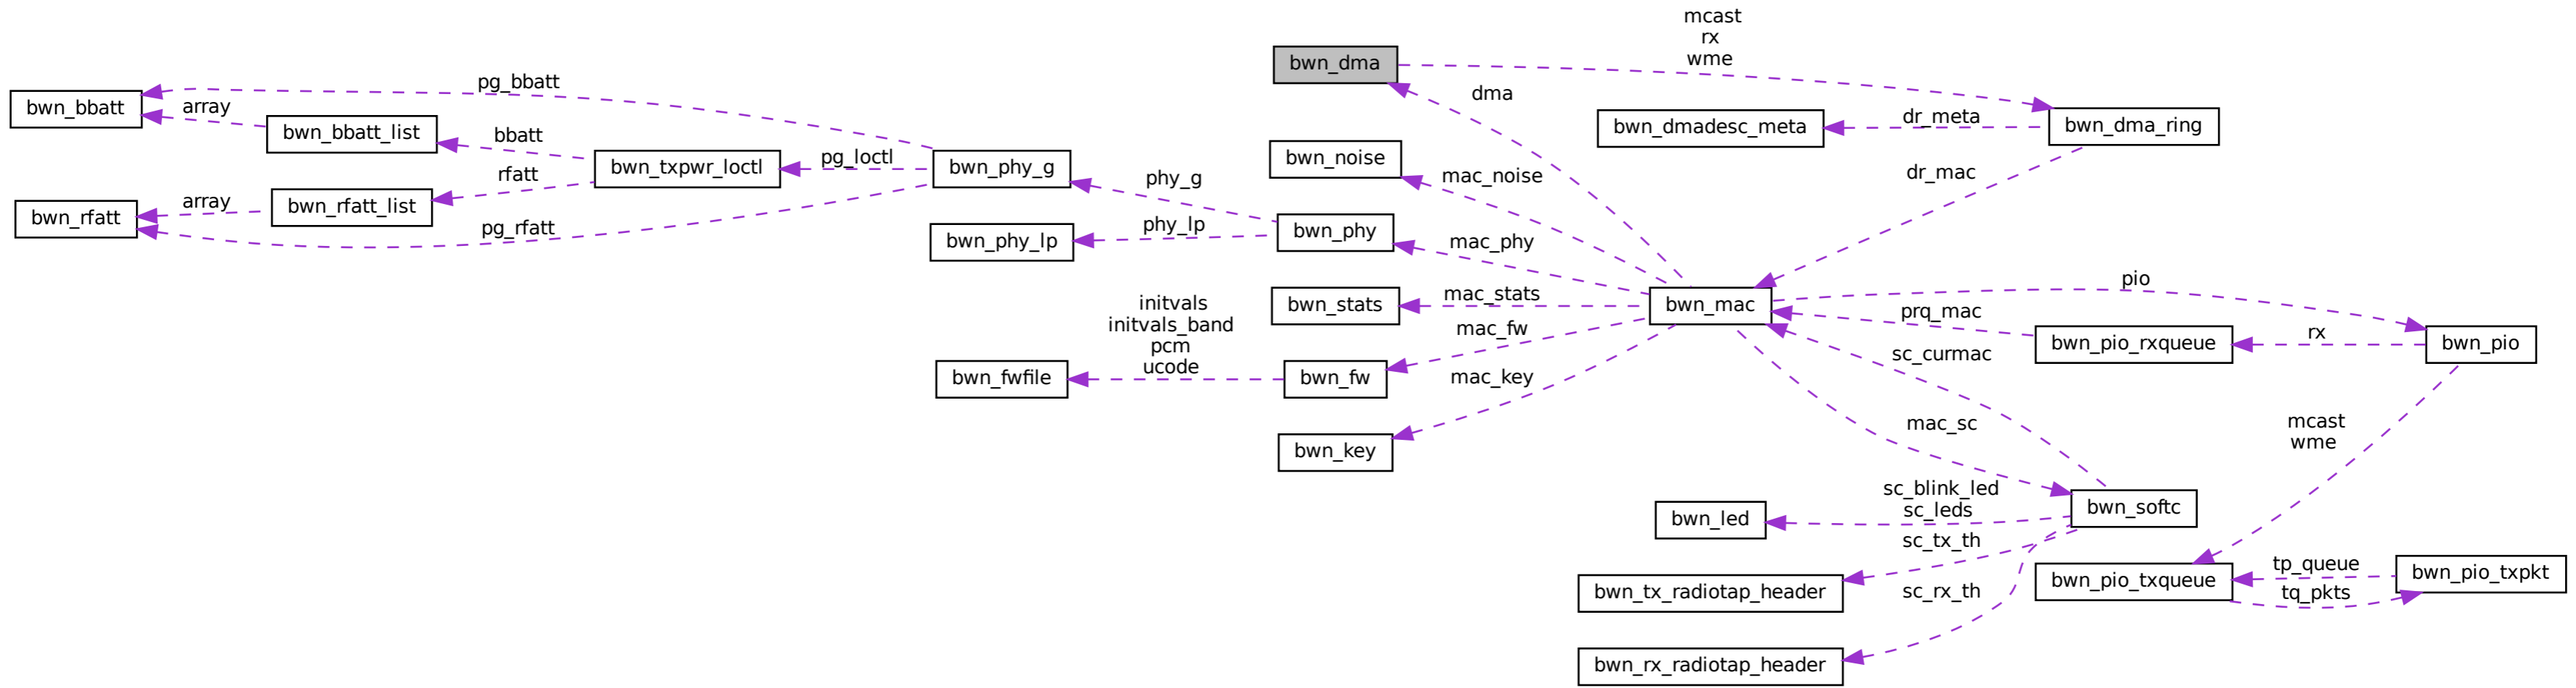 mcast
rx
wme
bwn_dma
pg_bbatt
dma
bwn_bbatt
array
bwn_bbatt_list
bbatt
bwn_dmadesc_meta
dr_meta
bwn_dma_ring
bwn_noise
pg_loctl
bwn_txpwr_loctl
bwn_phy_g
rfatt
phy_g
mac_noise
dr_mac
array
bwn_rfatt_list
bwn_rfatt
pg_rfatt
phy_lp
bwn_phy
bwn_phy_lp
mac_phy
pio
initvals
initvals_band
pcm
ucode
bwn_stats
mac_stats
bwn_mac
prq_mac
mac_fw
rx
bwn_pio_rxqueue
bwn_pio
sc_curmac
bwn_fwfile
bwn_fw
mac_key
mac_sc
mcast
wme
bwn_key
sc_blink_led
sc_leds
bwn_led
bwn_softc
sc_tx_th
tp_queue
bwn_pio_txpkt
bwn_pio_txqueue
tq_pkts
bwn_tx_radiotap_header
sc_rx_th
bwn_rx_radiotap_header